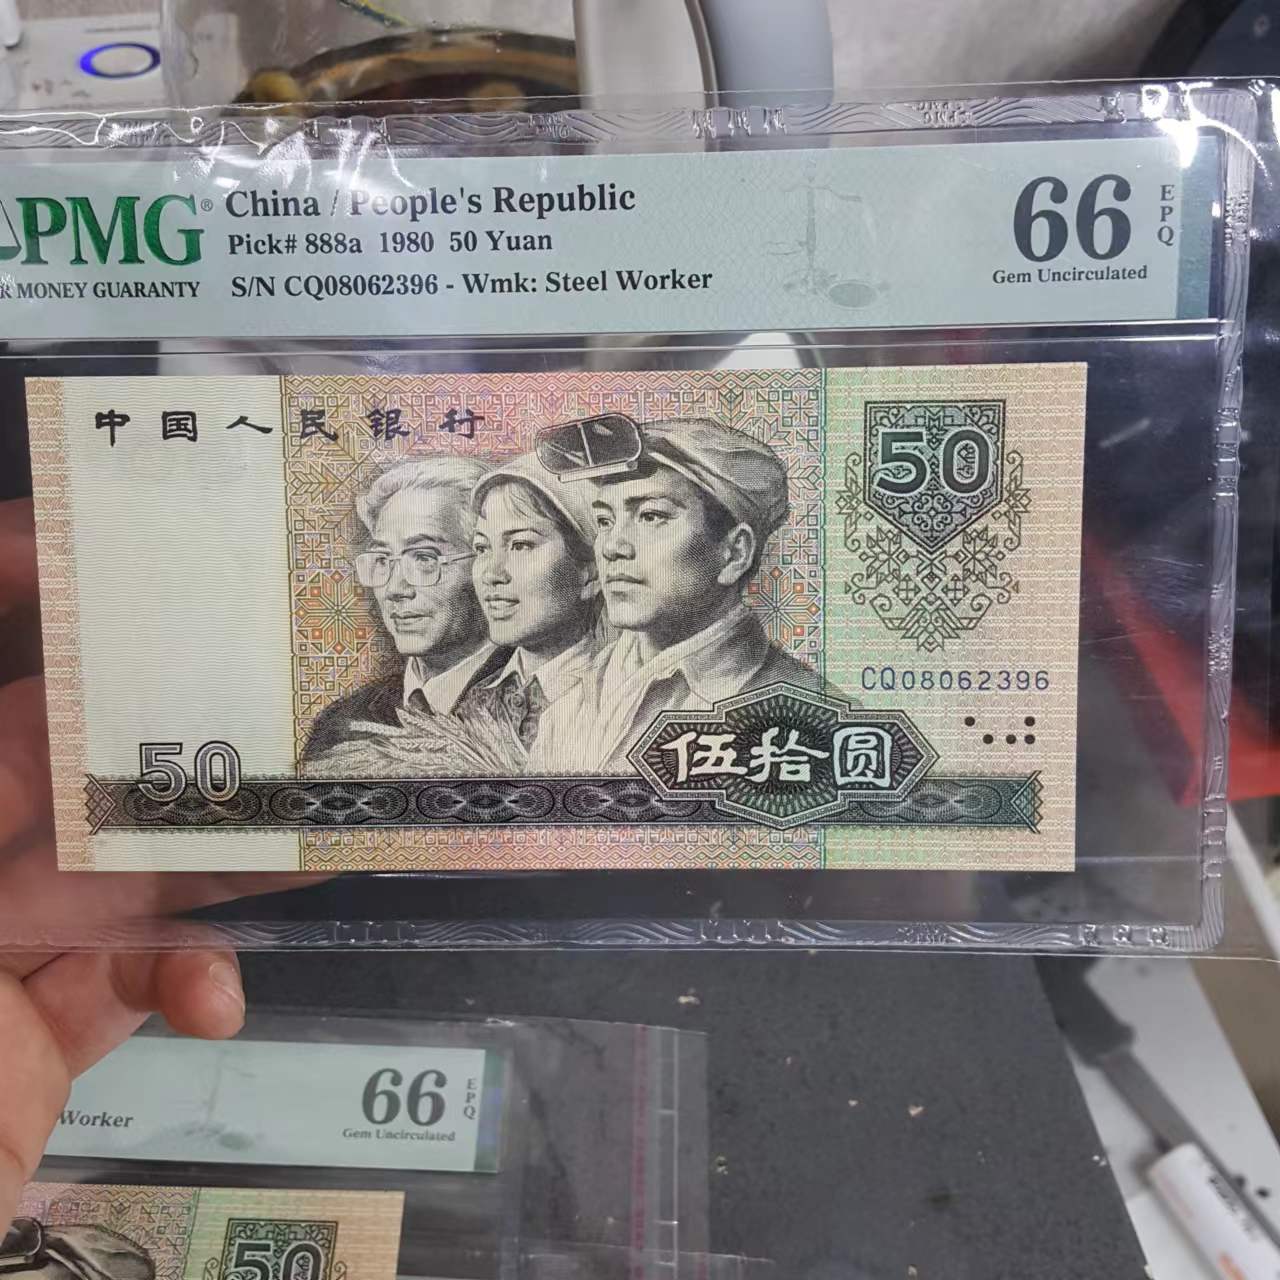 PMG®
MONEY GUARANTY
China / People's Republic
Pick# 888a 1980 50 Yuan
S/N CQ08062396 - Wmk: Steel Worker
66
EPQ
Gem Uncirculated
中国人民银行
50
CQ08062396
50
伍拾圆
Worker
66
EPQ
Gem Uncirculated
50